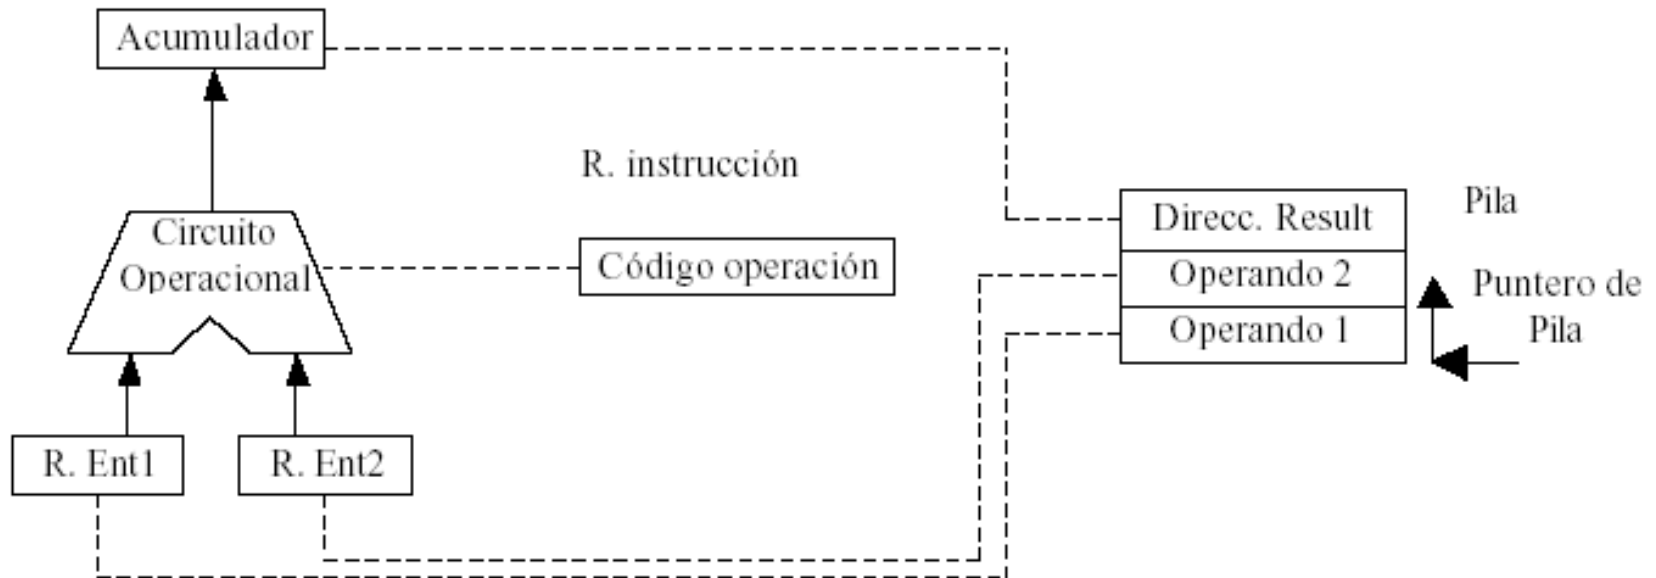 Acumulador
R. instrucción
Direcc. Result
Pila
Circuito
Operacional
Código operación
Operando 2
Puntero de
Pila
Operando 1
R. Ent1
R. Ent2